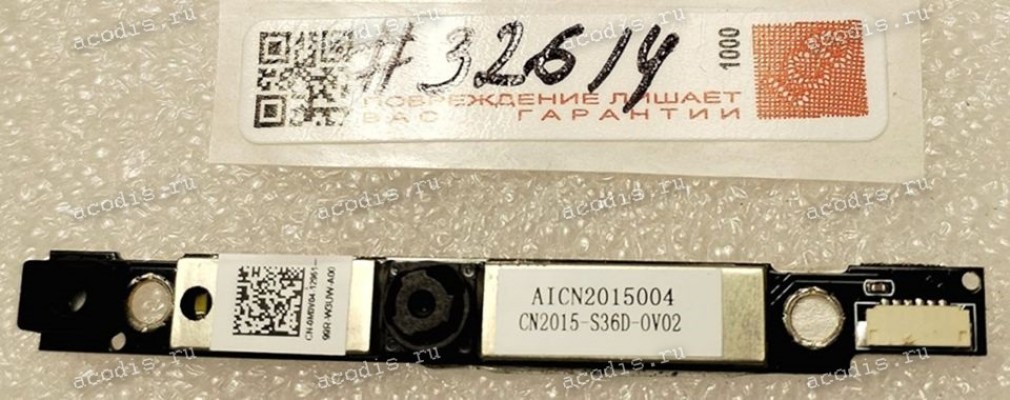 #32614
1000
ПОВРЕЖДЕНИЕ ЛИШАЕТ
ВАС ГАРАНТИИ
AICN2015004
CN2015-S36D-0V02
acodis.ru